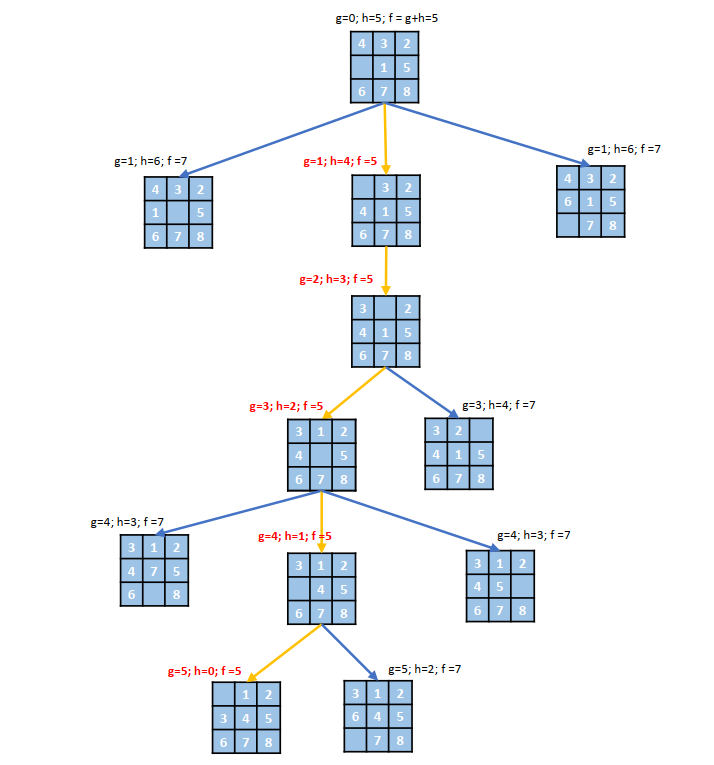 g=0; h=5; f = g+h=5
4 3 2
1 5
6 7 8
g=1; h=6; f =7
4 3 2
1 5
6 7 8
g=1; h=4; f =5
3 2
4 1 5
6 7 8
g=1; h=6; f =7
4 3 2
6 1 5
7 8
g=2; h=3; f =5
3 2
4 1 5
6 7 8
g=3; h=2; f =5
3 1 2
4 5
6 7 8
g=3; h=4; f =7
3 2
4 1 5
6 7 8
g=4; h=3; f =7
3 1 2
4 7 5
6 8
g=4; h=1; f =5
3 1 2
4 5
6 7 8
g=4; h=3; f =7
3 1 2
4 5
6 7 8
g=5; h=0; f =5
1 2
3 4 5
6 7 8
g=5; h=2; f =7
3 1 2
6 4 5
7 8